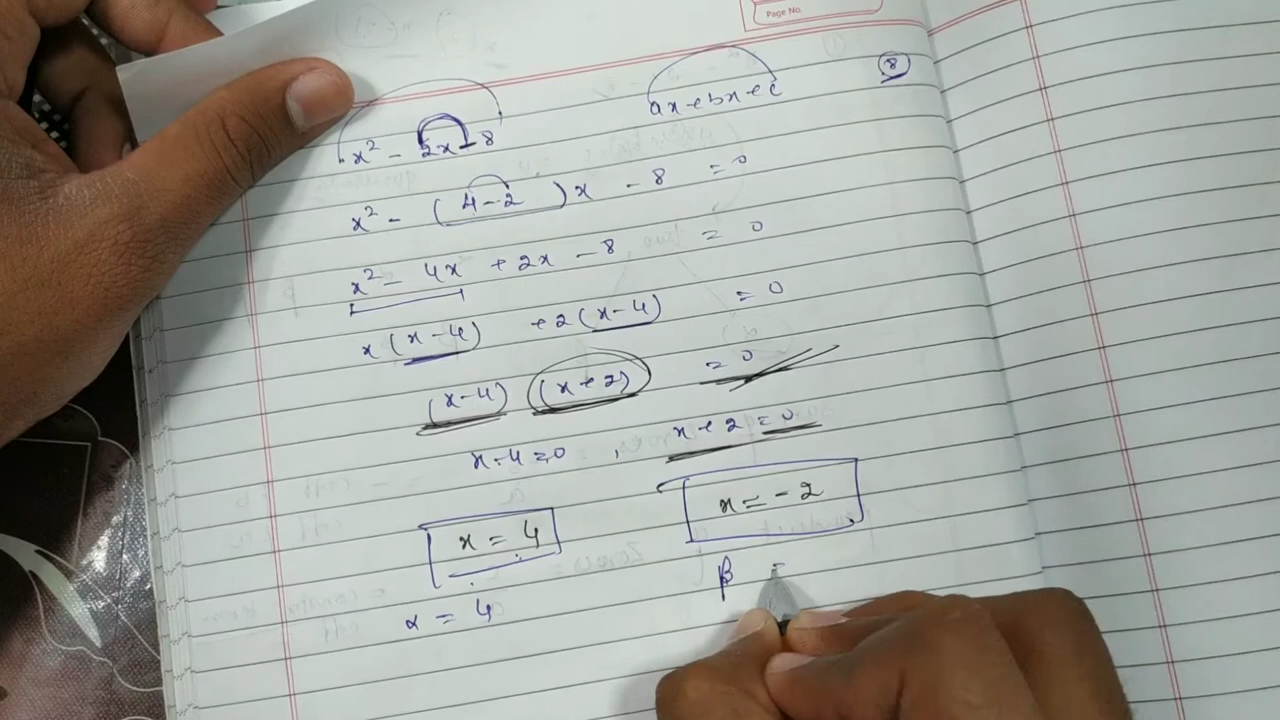 Page No.
8
ax+bx+c
x² - 2x - 8
x² - (4-2)x - 8 = 0
x² - 4x + 2x - 8 = 0
x(x-4) +2(x-4) = 0
(x-4) (x+2) = 0
x-4=0 , x+2=0
x = 4 x = -2
α = 4 β =